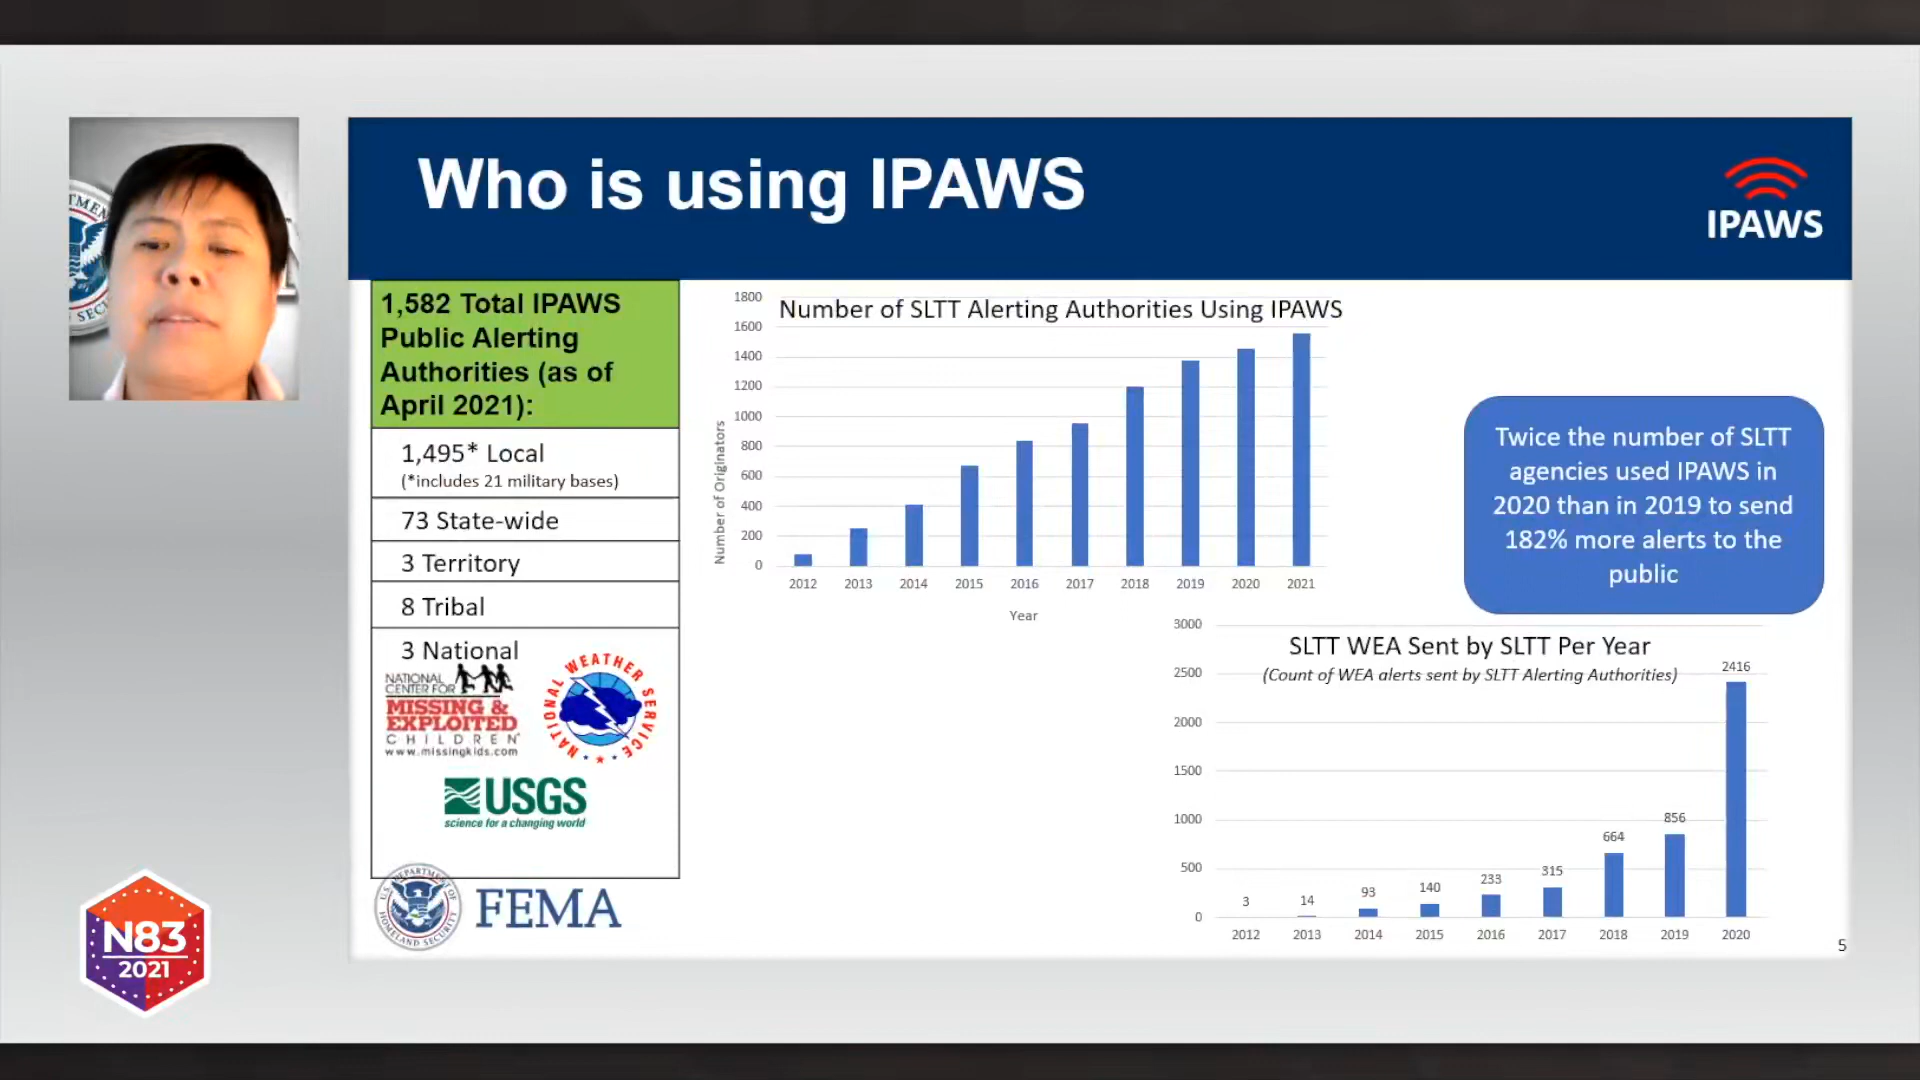 Who is using IPAWS
IPAWS
1,582 Total IPAWS
Public Alerting
Authorities (as of
April 2021):
1,495* Local
(*includes 21 military bases)
73 State-wide
3 Territory
8 Tribal
3 National
NATIONAL
CENTER FOR
MISSING &
EXPLOITED
CHILDREN
www.missingkids.com
NATIONAL WEATHER SERVICE
USGS
science for a changing world
U.S. DEPARTMENT OF
HOMELAND SECURITY
FEMA
Number of SLTT Alerting Authorities Using IPAWS
1800
1600
1400
1200
1000
800
600
400
200
0
Number of Originators
2012 2013 2014 2015 2016 2017 2018 2019 2020 2021
Year
Twice the number of SLTT
agencies used IPAWS in
2020 than in 2019 to send
182% more alerts to the
public
SLTT WEA Sent by SLTT Per Year
(Count of WEA alerts sent by SLTT Alerting Authorities)
3000
2500
2000
1500
1000
500
0
3 14 93 140 233 315 664 856 2416
2012 2013 2014 2015 2016 2017 2018 2019 2020
5
N83
2021